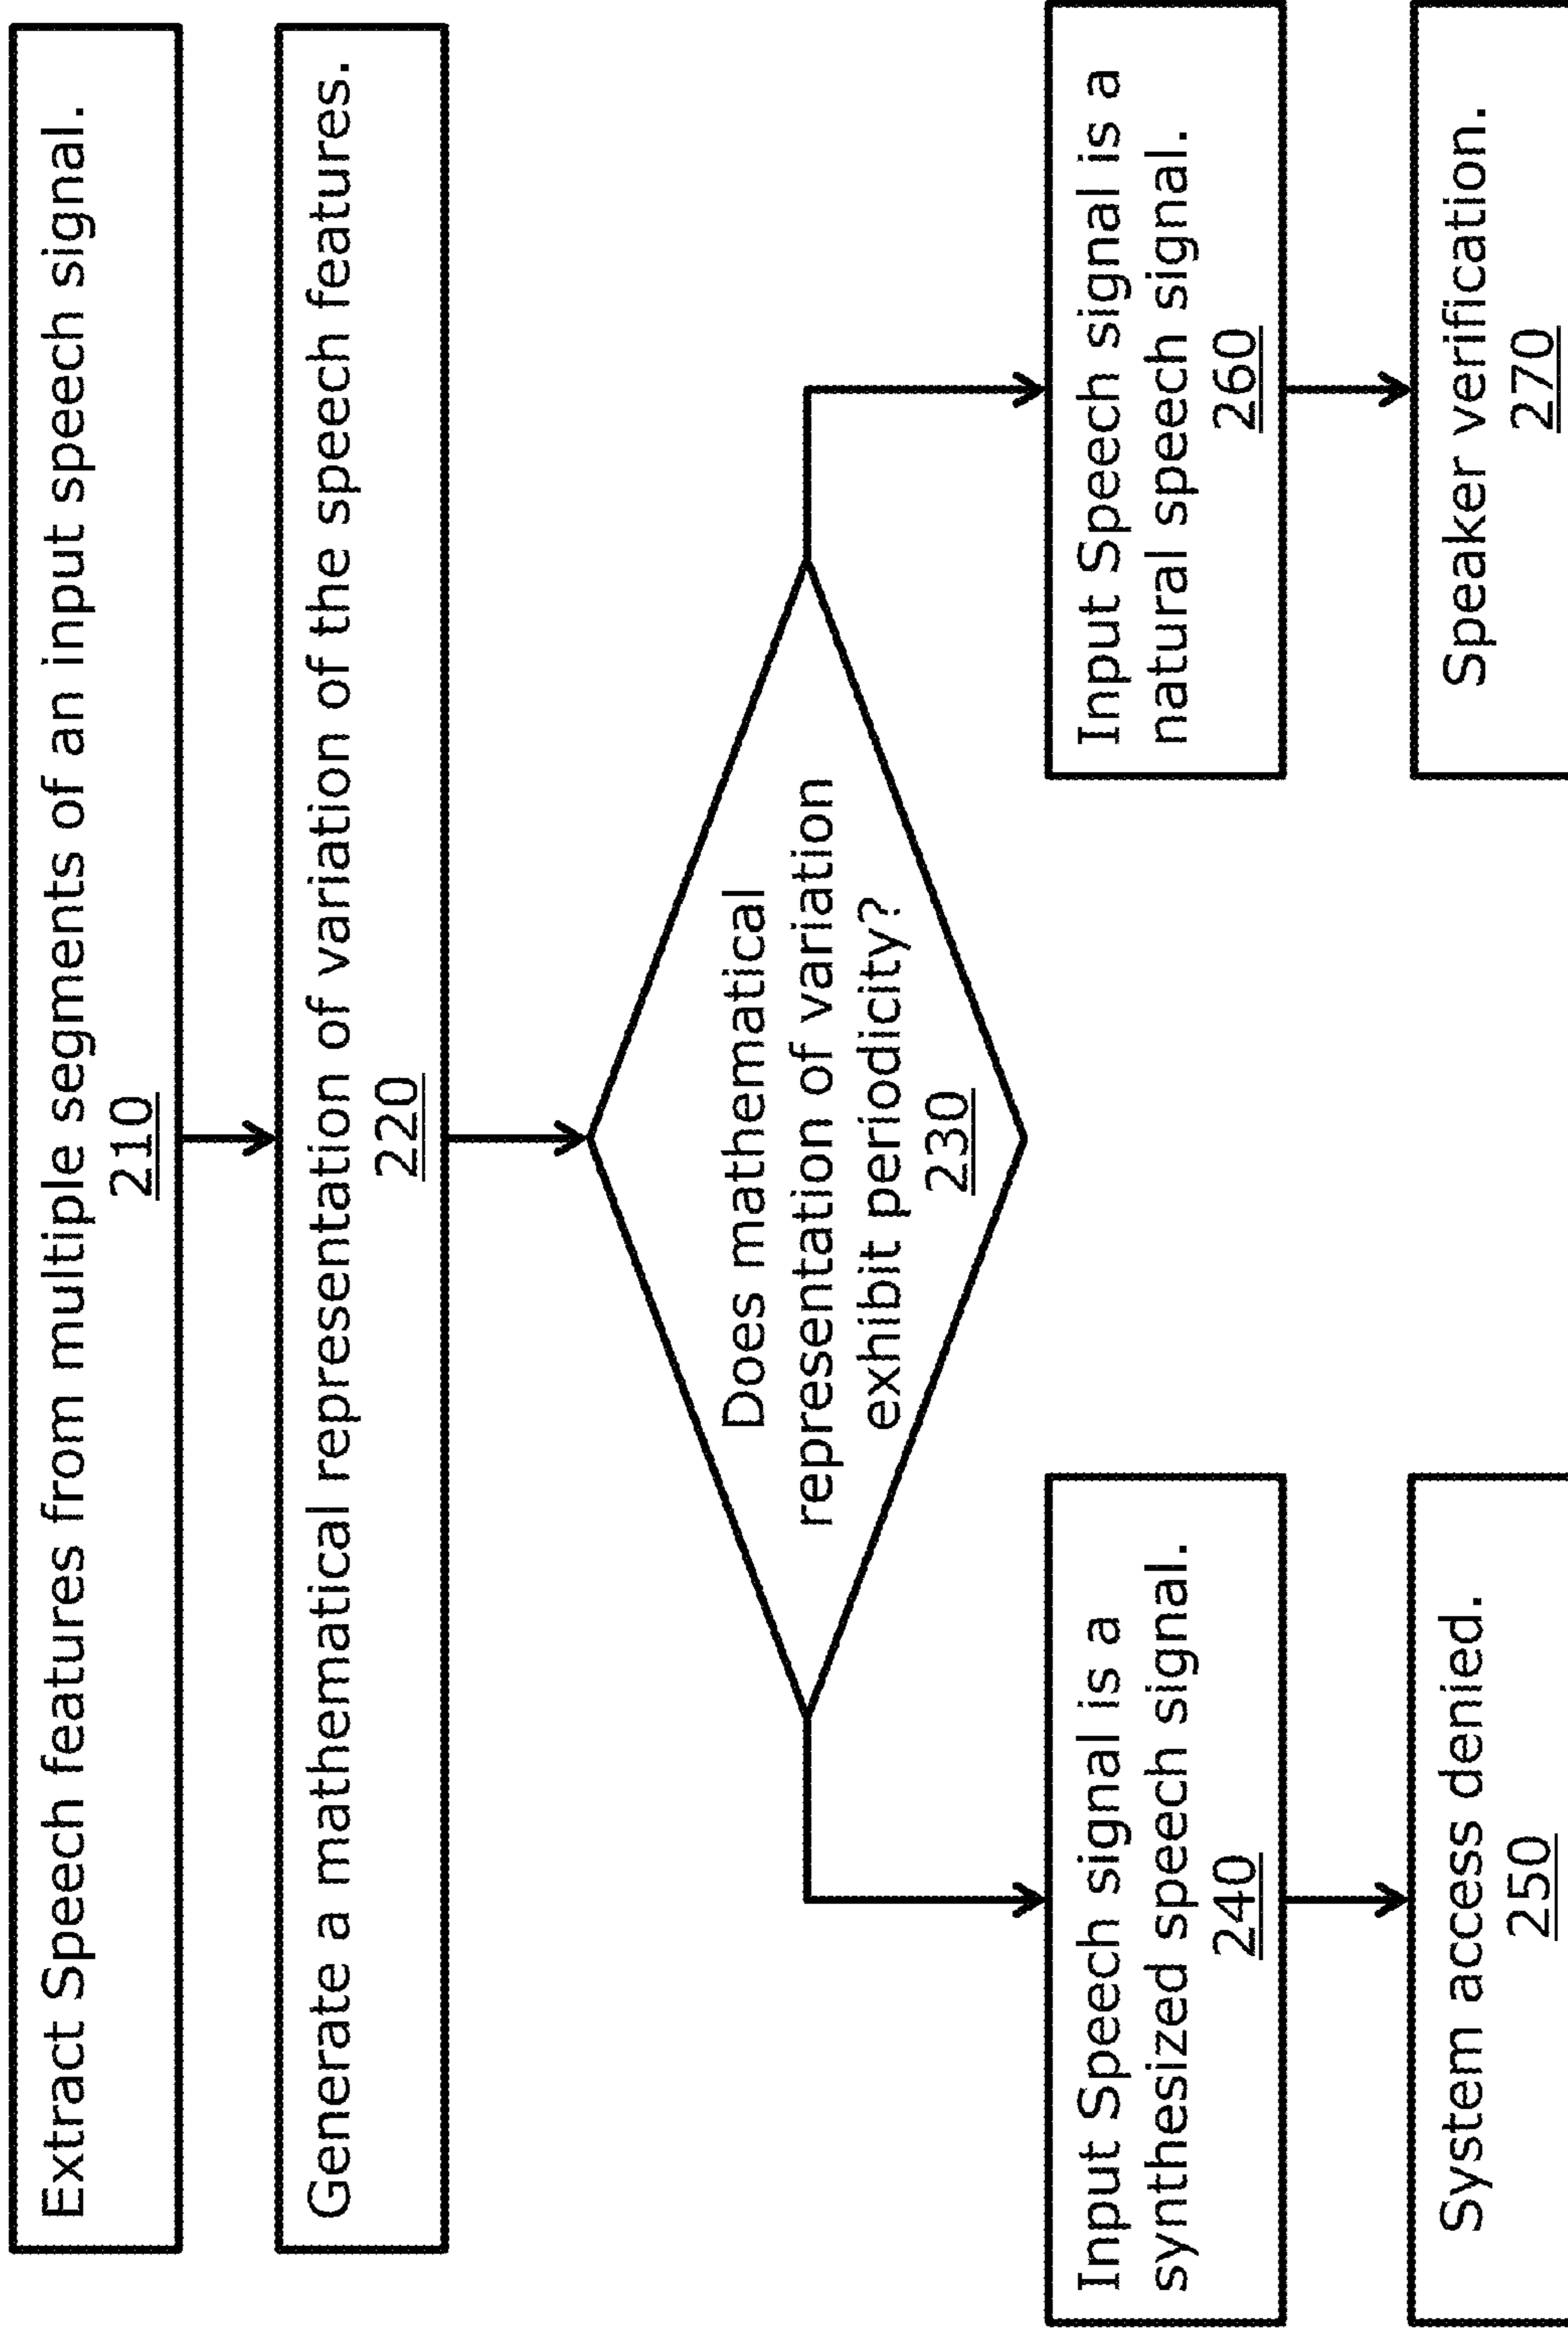 Extract Speech features from multiple segments of an input speech signal.
210
Generate a mathematical representation of variation of the speech features.
220
Does mathematical
representation of variation
exhibit periodicity?
230
Input Speech signal is a
synthesized speech signal.
240
System access denied.
250
Input Speech signal is a
natural speech signal.
260
Speaker verification.
270